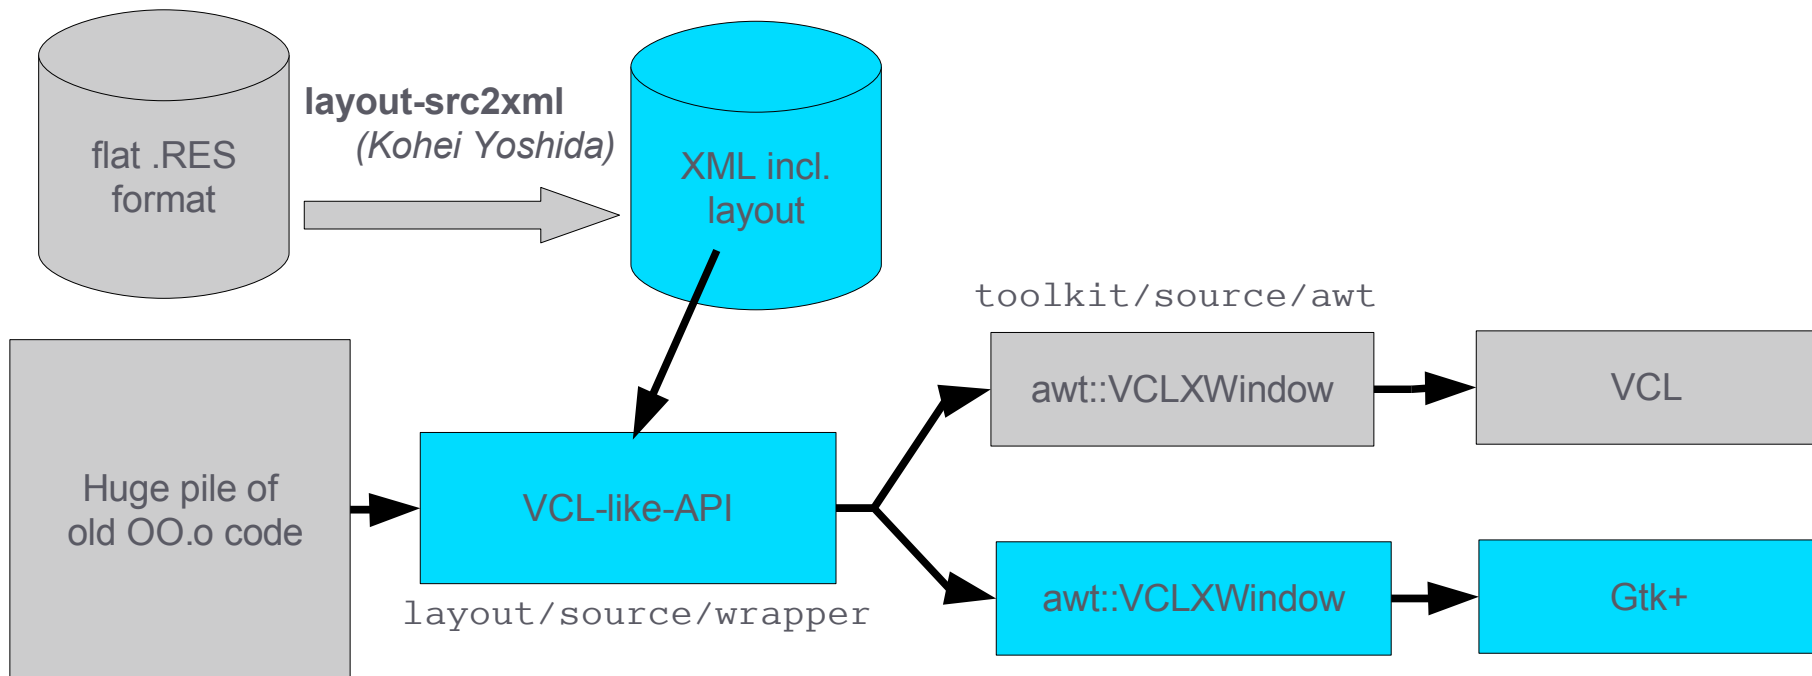 flat .RES
format
layout-src2xml
(Kohei Yoshida)
XML incl.
layout
toolkit/source/awt
awt::VCLXWindow
VCL
Huge pile of
old OO.o code
VCL-like-API
layout/source/wrapper
awt::VCLXWindow
Gtk+